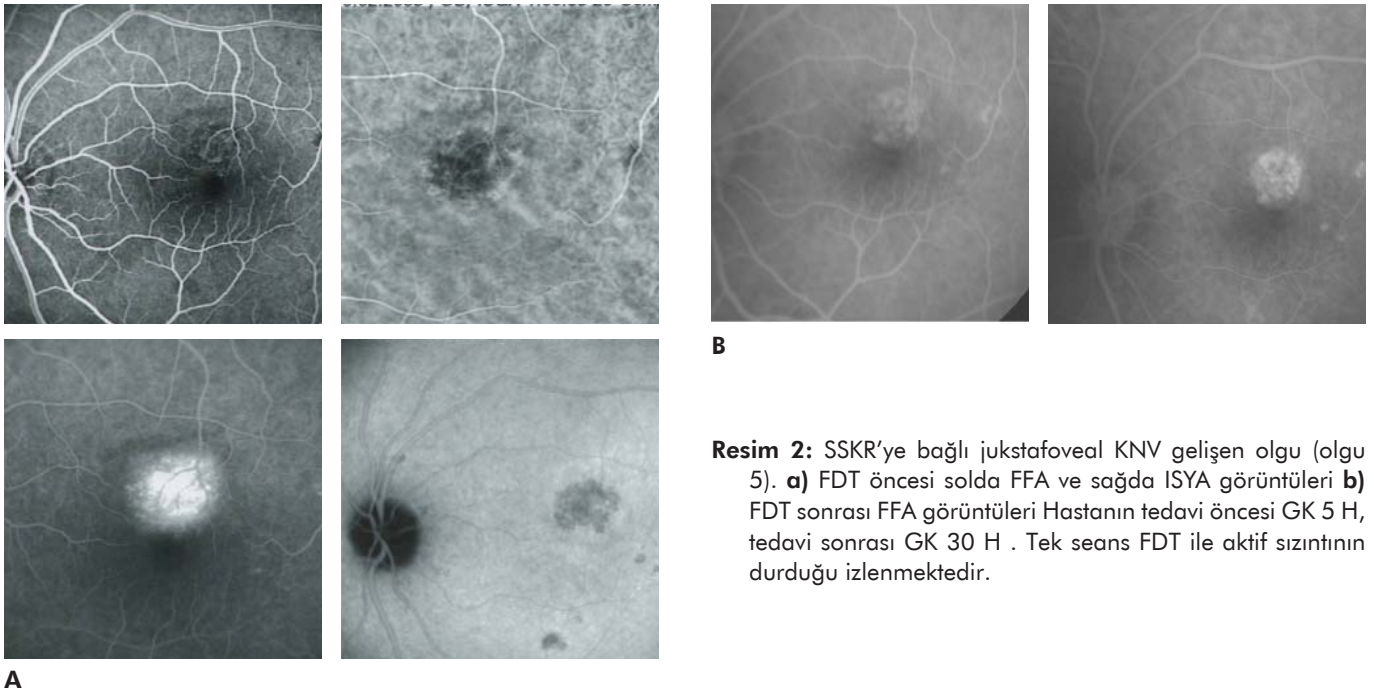 B
Resim 2: SSKR'ye bağlı jukstafoveal KNV gelişen olgu (olgu
5). a) FDT öncesi solda FFA ve sağda ISYA görüntüleri b)
FDT sonrası FFA görüntüleri Hastanın tedavi öncesi GK 5 H,
tedavi sonrası GK 30 H . Tek seans FDT ile aktif sızıntının
durduğu izlenmektedir.
A